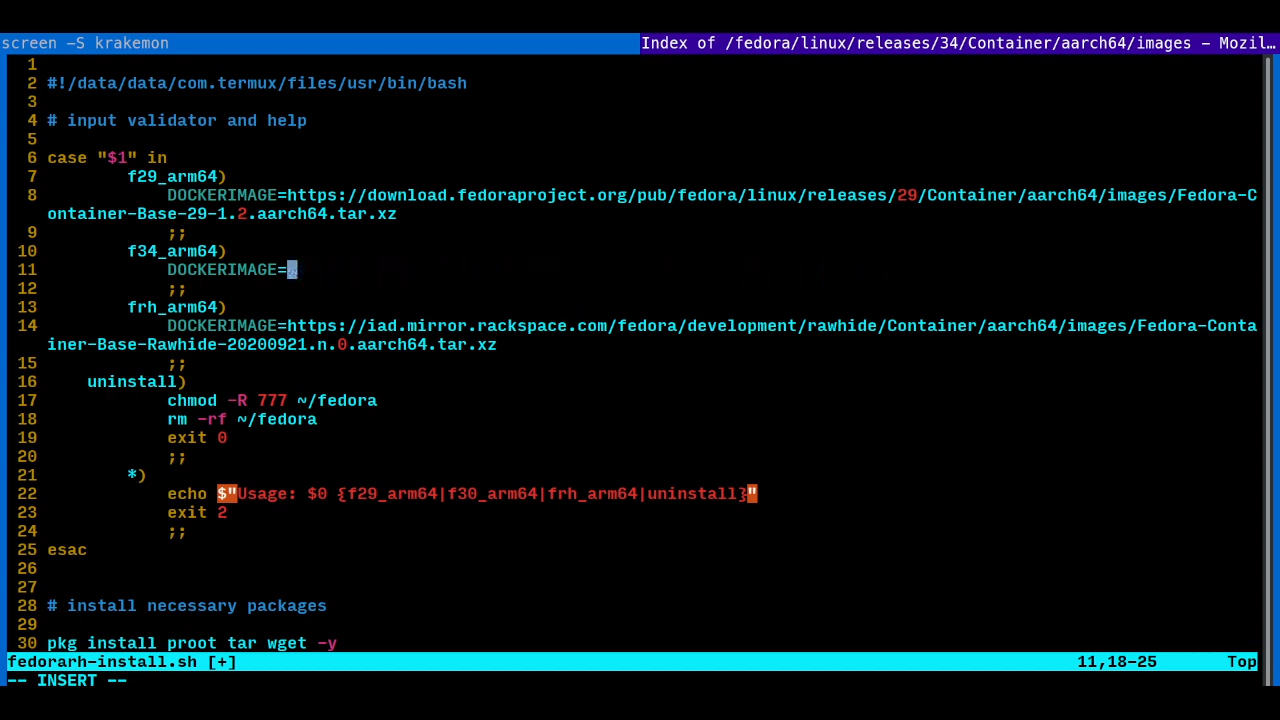 screen -S krakemon
Index of /fedora/linux/releases/34/Container/aarch64/images — Mozil…
1
2 #!/data/data/com.termux/files/usr/bin/bash
3
4 # input validator and help
5
6 case "$1" in
7 f29_arm64)
8 DOCKERIMAGE=https://download.fedoraproject.org/pub/fedora/linux/releases/29/Container/aarch64/images/Fedora-C
ontainer-Base-29-1.2.aarch64.tar.xz
9 ;;
10 f34_arm64)
11 DOCKERIMAGE=
12 ;;
13 frh_arm64)
14 DOCKERIMAGE=https://iad.mirror.rackspace.com/fedora/development/rawhide/Container/aarch64/images/Fedora-Conta
iner-Base-Rawhide-20200921.n.0.aarch64.tar.xz
15 ;;
16 uninstall)
17 chmod -R 777 ~/fedora
18 rm -rf ~/fedora
19 exit 0
20 ;;
21 *)
22 echo $"Usage: $0 {f29_arm64|f30_arm64|frh_arm64|uninstall}"
23 exit 2
24 ;;
25 esac
26
27
28 # install necessary packages
29
30 pkg install proot tar wget -y
fedorarh-install.sh [+] 11,18-25 Top
-- INSERT --